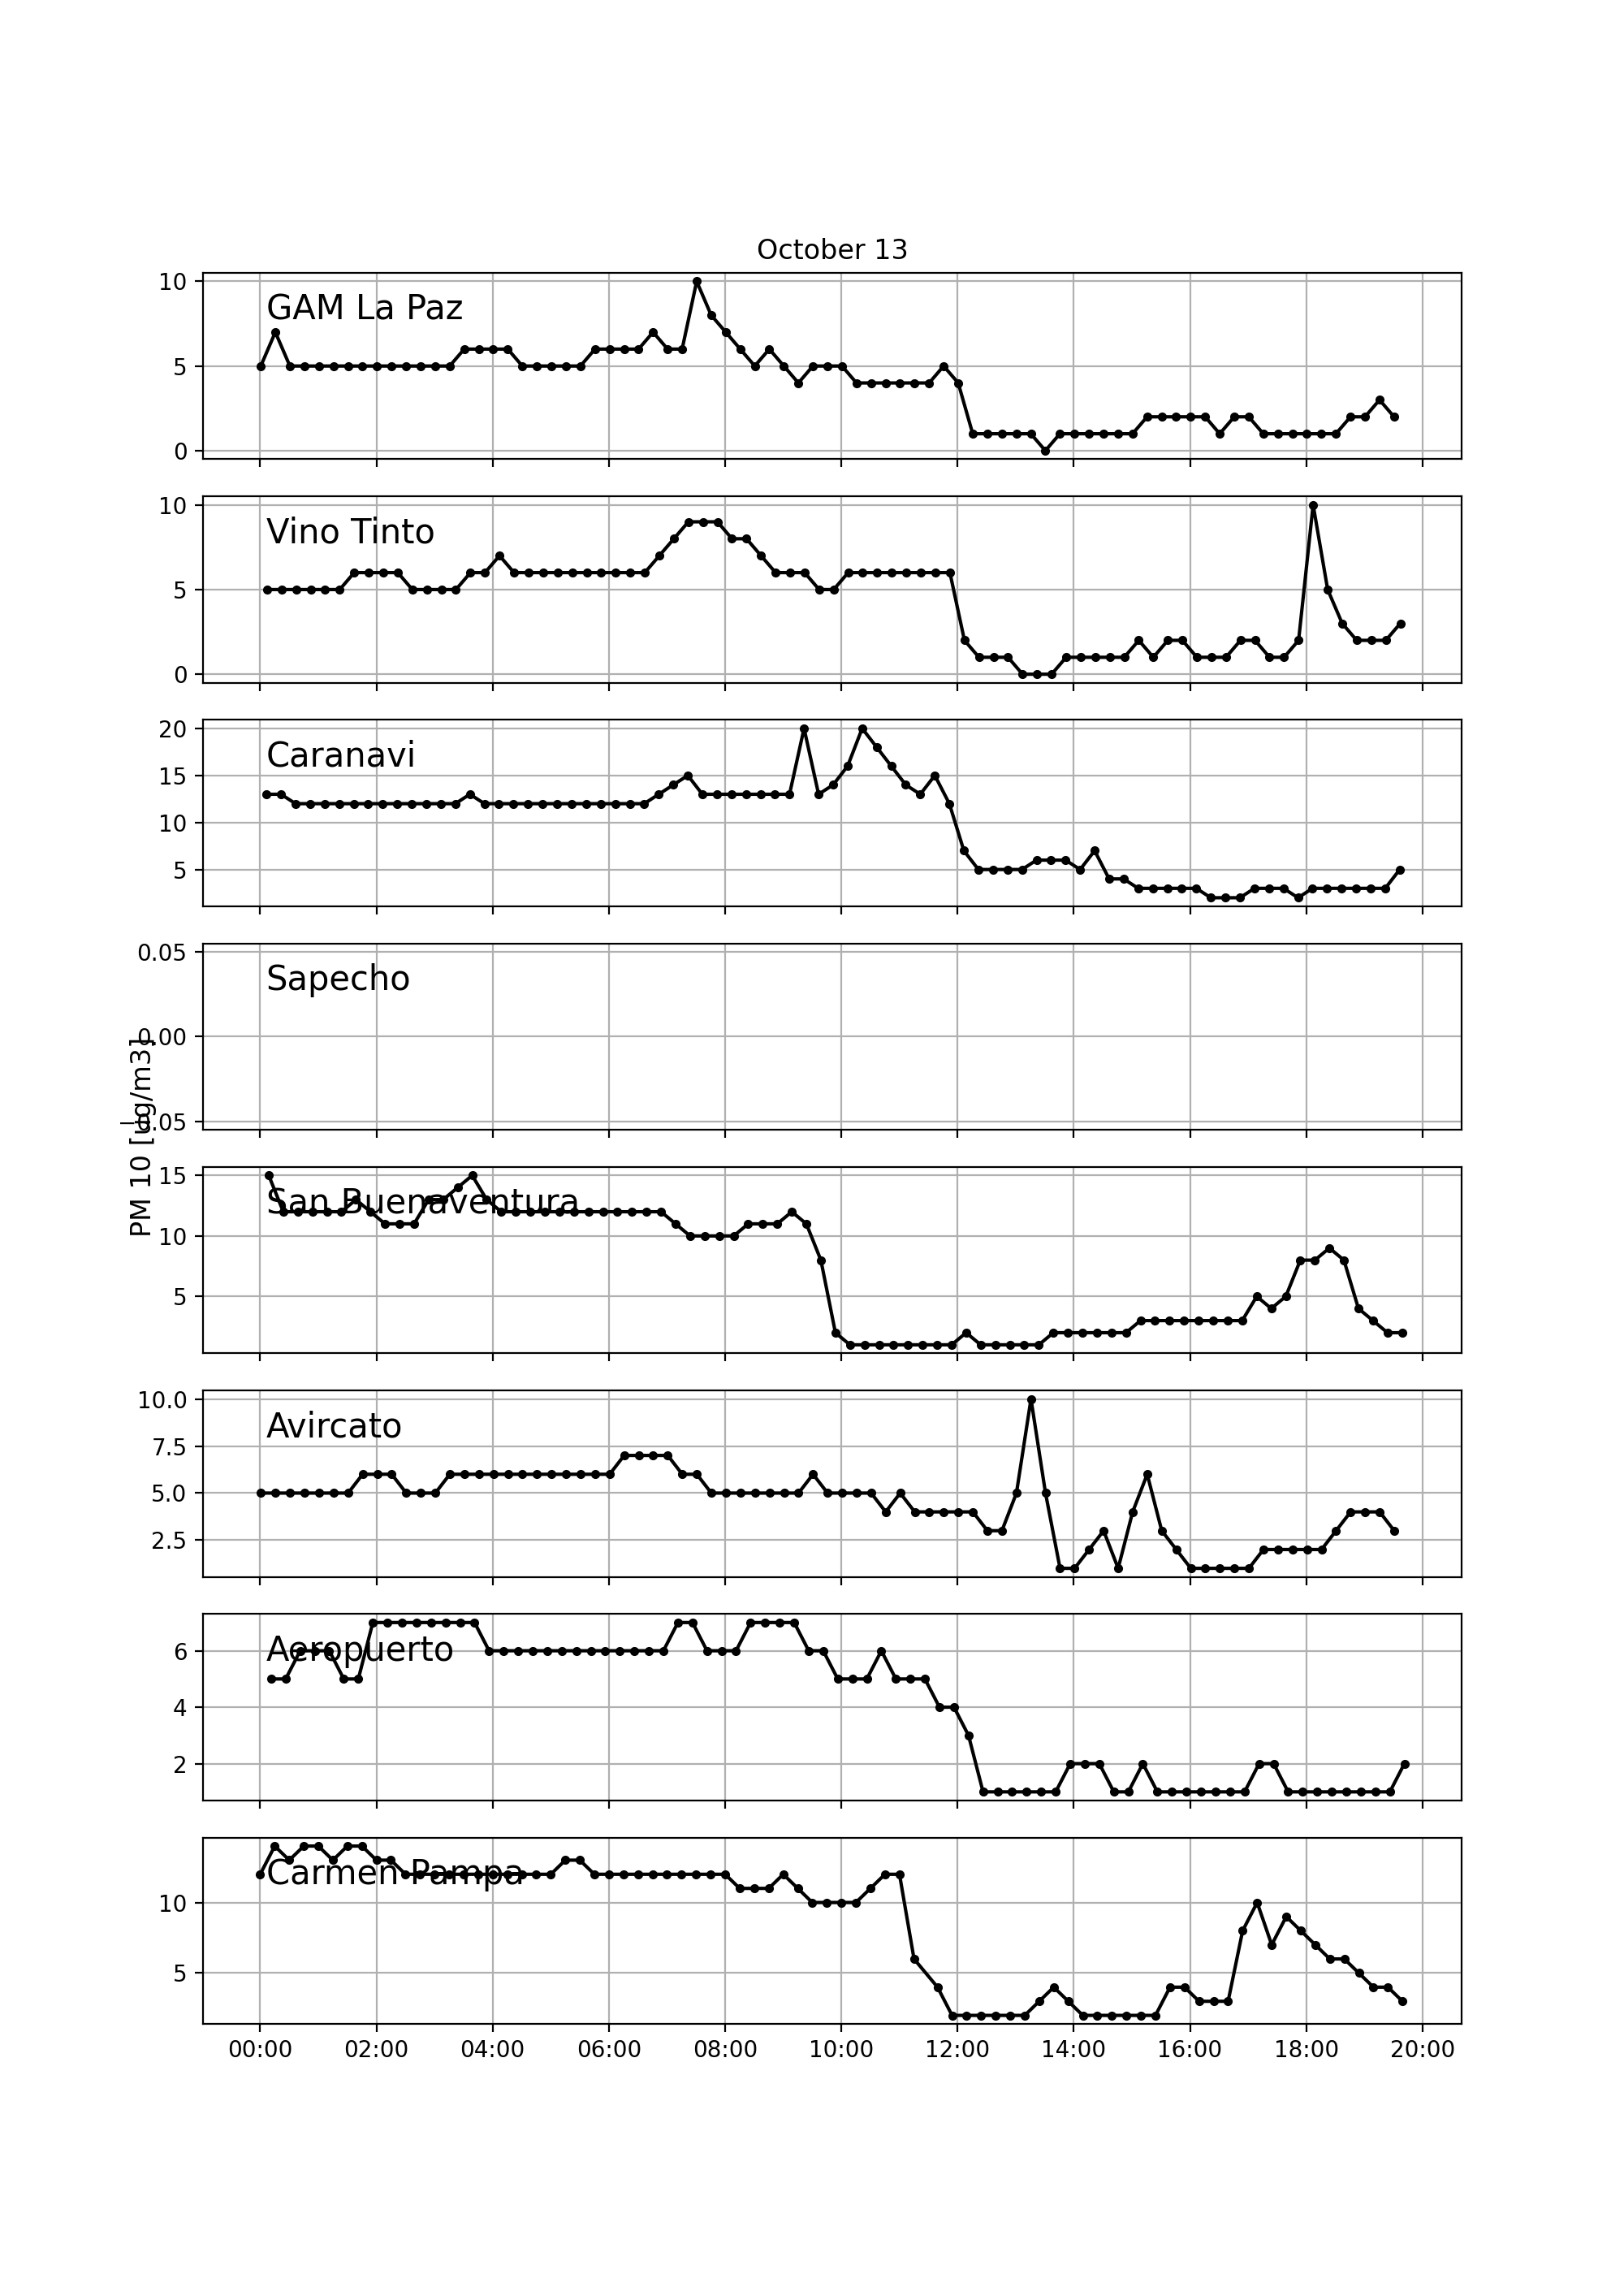 October 13
10
GAM La Paz
5
0
10
Vino Tinto
5
0
20
Caranavi
15
10
5
0.05
Sapecho
0.00
−0.05
PM 10 [ug/m3]
15
San Buenaventura
10
5
10.0
Avircato
7.5
5.0
2.5
Aeropuerto
6
4
2
Carmen Pampa
10
5
00:00 02:00 04:00 06:00 08:00 10:00 12:00 14:00 16:00 18:00 20:00